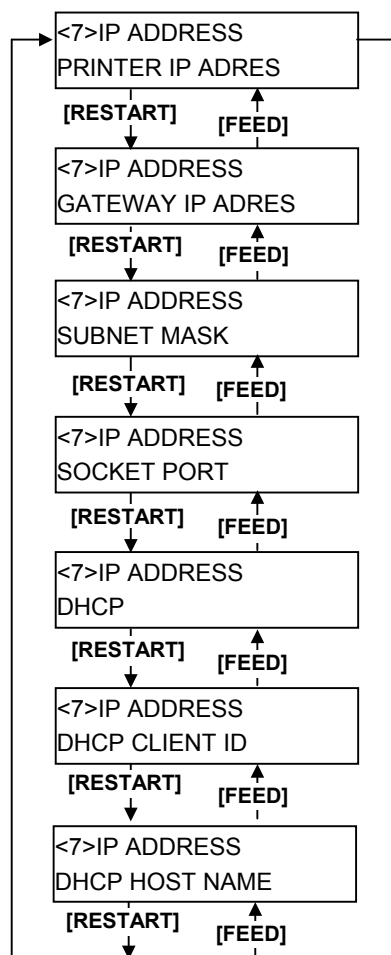 <7>IP ADDRESS
PRINTER IP ADRES
[RESTART]
[FEED]
<7>IP ADDRESS
GATEWAY IP ADRES
[RESTART]
[FEED]
<7>IP ADDRESS
SUBNET MASK
[RESTART]
[FEED]
<7>IP ADDRESS
SOCKET PORT
[RESTART]
[FEED]
<7>IP ADDRESS
DHCP
[RESTART]
[FEED]
<7>IP ADDRESS
DHCP CLIENT ID
[RESTART]
[FEED]
<7>IP ADDRESS
DHCP HOST NAME
[RESTART]
[FEED]